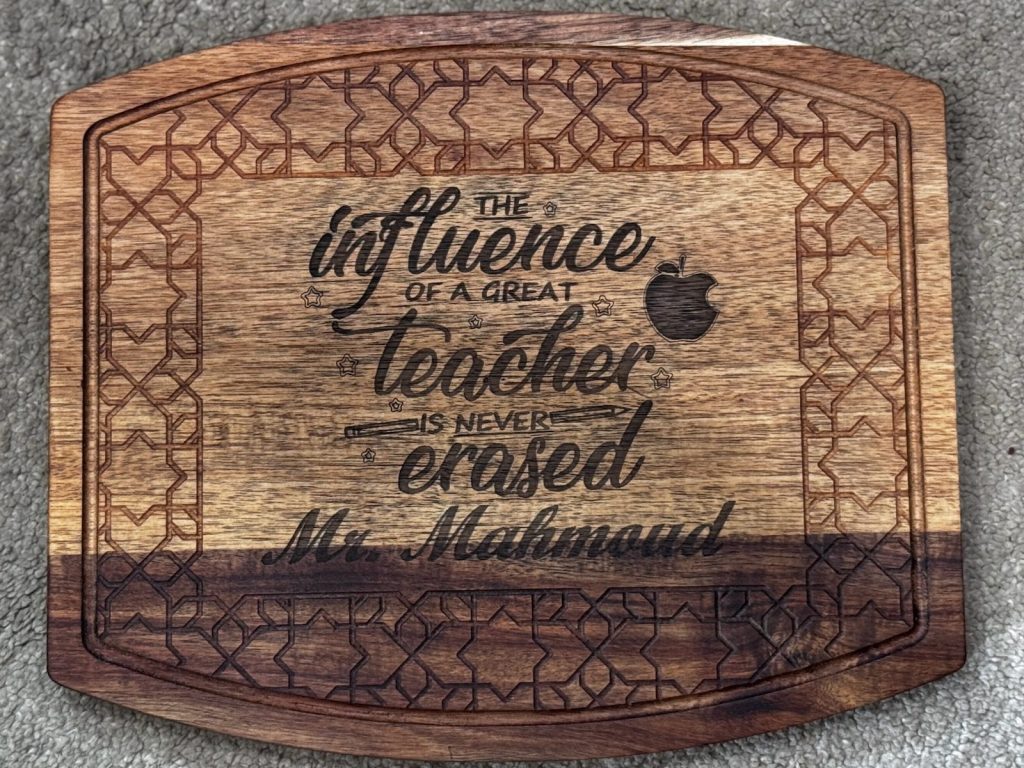 THE
influence
OF A GREAT
teacher
IS NEVER
erased
Mr. Mahmoud